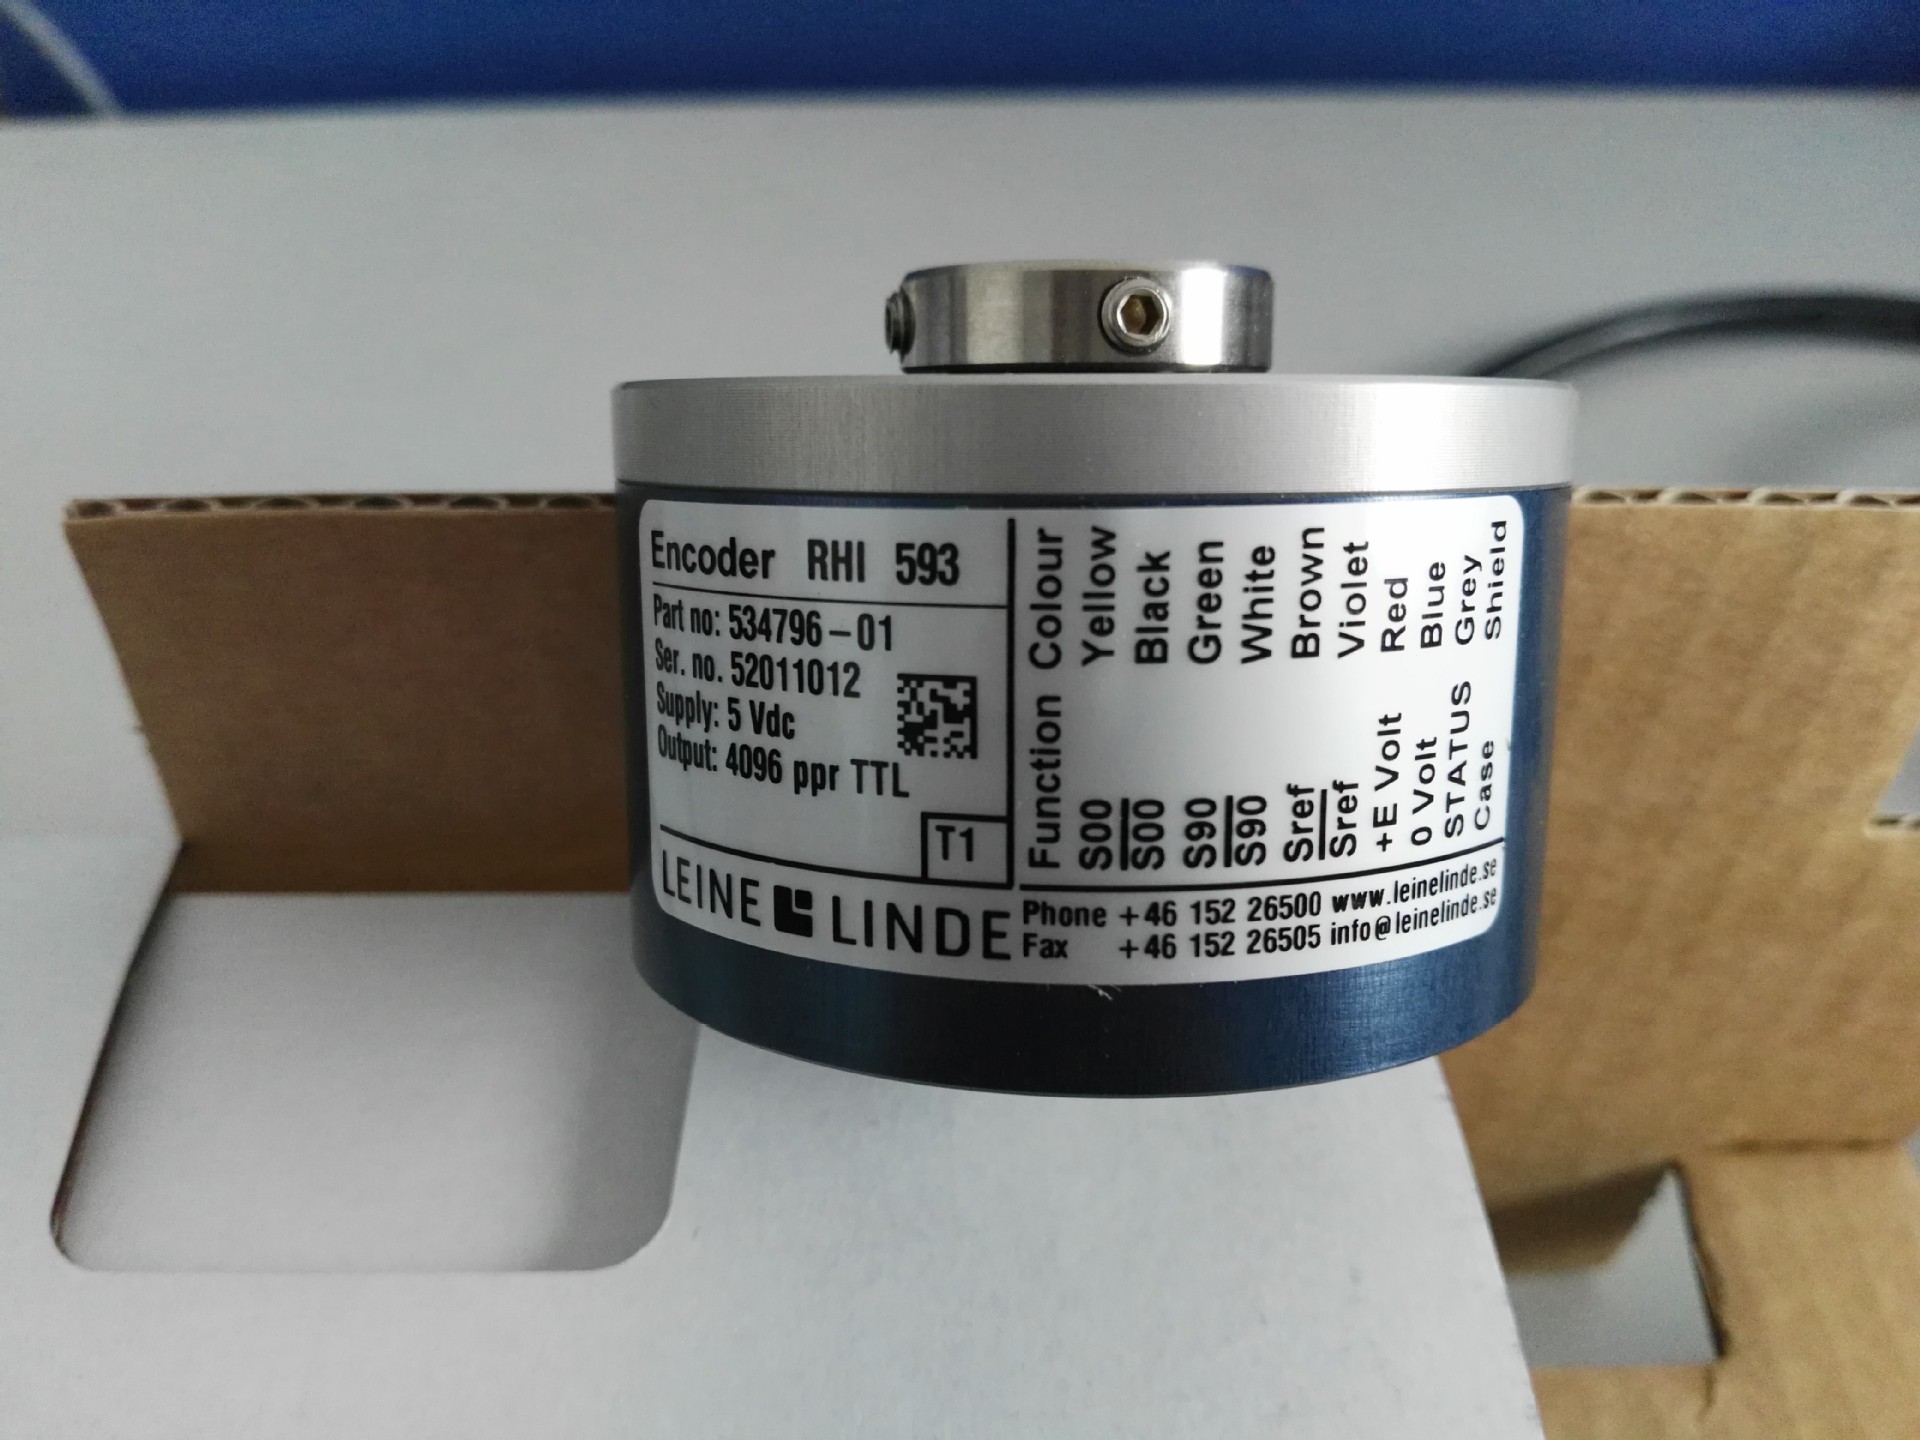 Encoder RHI 593
Part no: 534796-01
Ser. no. 52011012
Supply: 5 Vdc
Output: 4096 ppr TTL
T1
LEINE LINDE
Function Colour
S00 Yellow
S00 Black
S90 Green
S90 White
Sref Brown
Sref Violet
+E Volt Red
0 Volt Blue
STATUS Grey
Case Shield
Phone +46 152 26500 www.leinelinde.se
Fax +46 152 26505 info@leinelinde.se